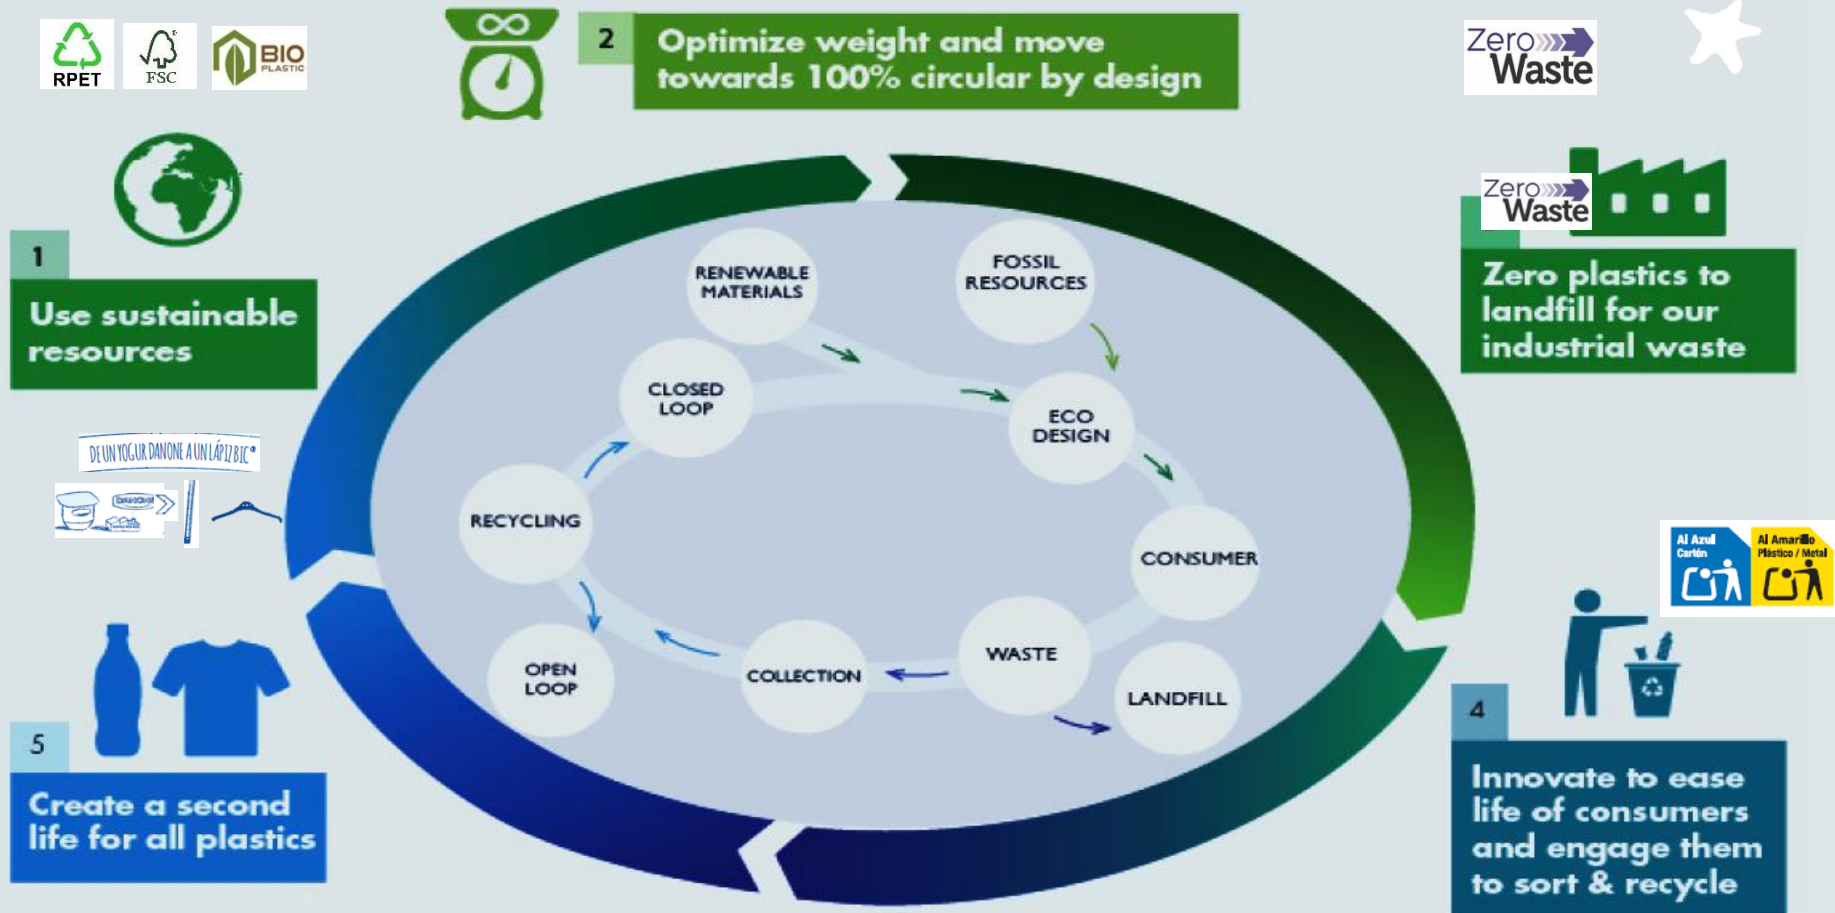 RPET
FSC
BIO
PLASTIC
2
Optimize weight and move
towards 100% circular by design
Zero
Waste
1
Use sustainable
resources
Zero
Waste
Zero plastics to
landfill for our
industrial waste
RENEWABLE
MATERIALS
FOSSIL
RESOURCES
CLOSED
LOOP
ECO
DESIGN
RECYCLING
CONSUMER
OPEN
LOOP
COLLECTION
WASTE
LANDFILL
DE UN YOGUR DANONE A UN LÁPIZ BIC®
Al Azul
Cartón
Al Amarillo
Plástico / Metal
5
Create a second
life for all plastics
4
Innovate to ease
life of consumers
and engage them
to sort & recycle